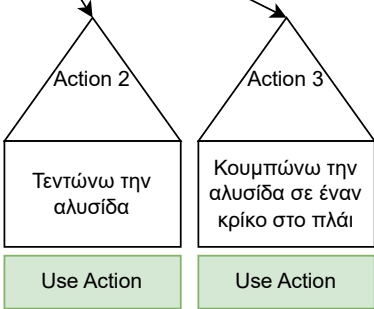 Action 2
Action 3
Τεντώνω την
αλυσίδα
Κουμπώνω την
αλυσίδα σε έναν
κρίκο στο πλάι
Use Action
Use Action